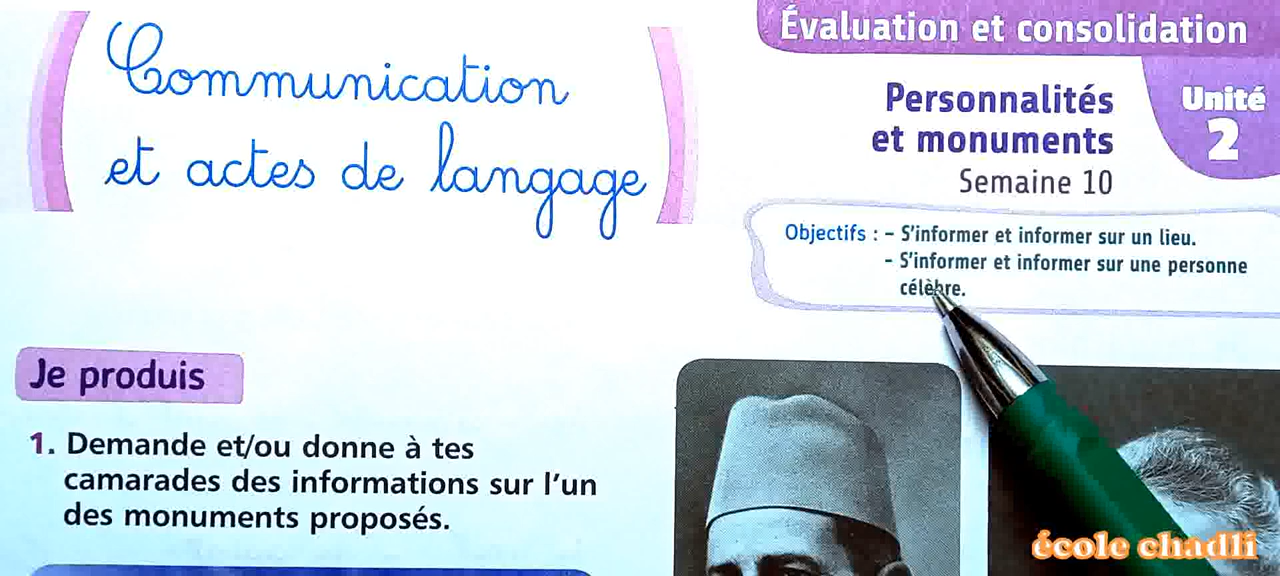 Communication
et actes de langage
Évaluation et consolidation
Personnalités
et monuments
Semaine 10
Unité
2
Objectifs : - S'informer et informer sur un lieu.
- S'informer et informer sur une personne
célèbre.
Je produis
1. Demande et/ou donne à tes
camarades des informations sur l'un
des monuments proposés.
école chadli